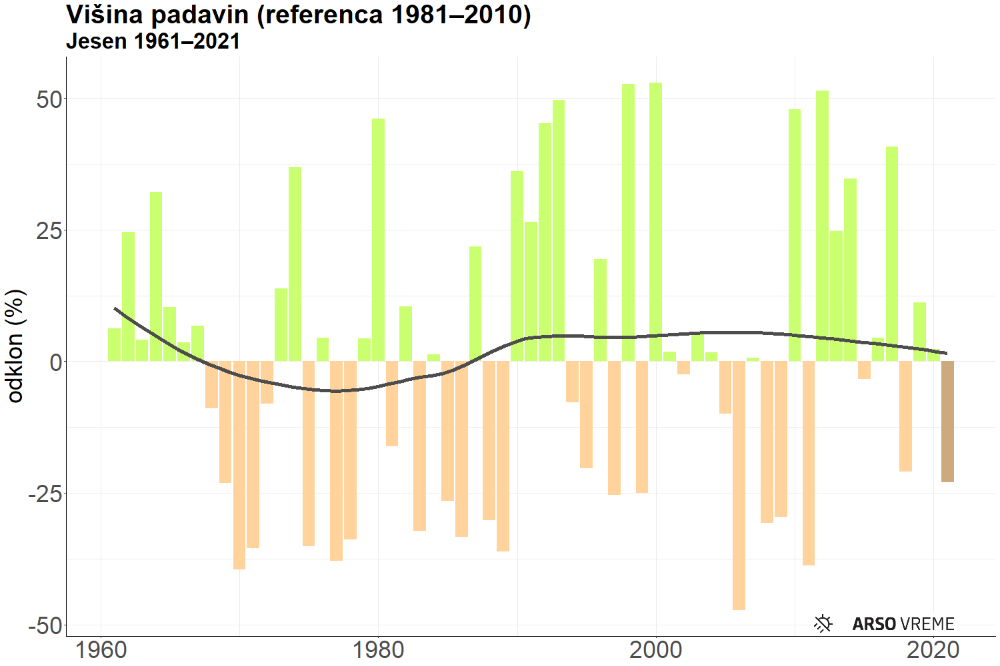 Višina padavin (referenca 1981–2010)
Jesen 1961–2021
odklon (%)
50
25
0
-25
-50
1960
1980
2000
2020
ARSO VREME